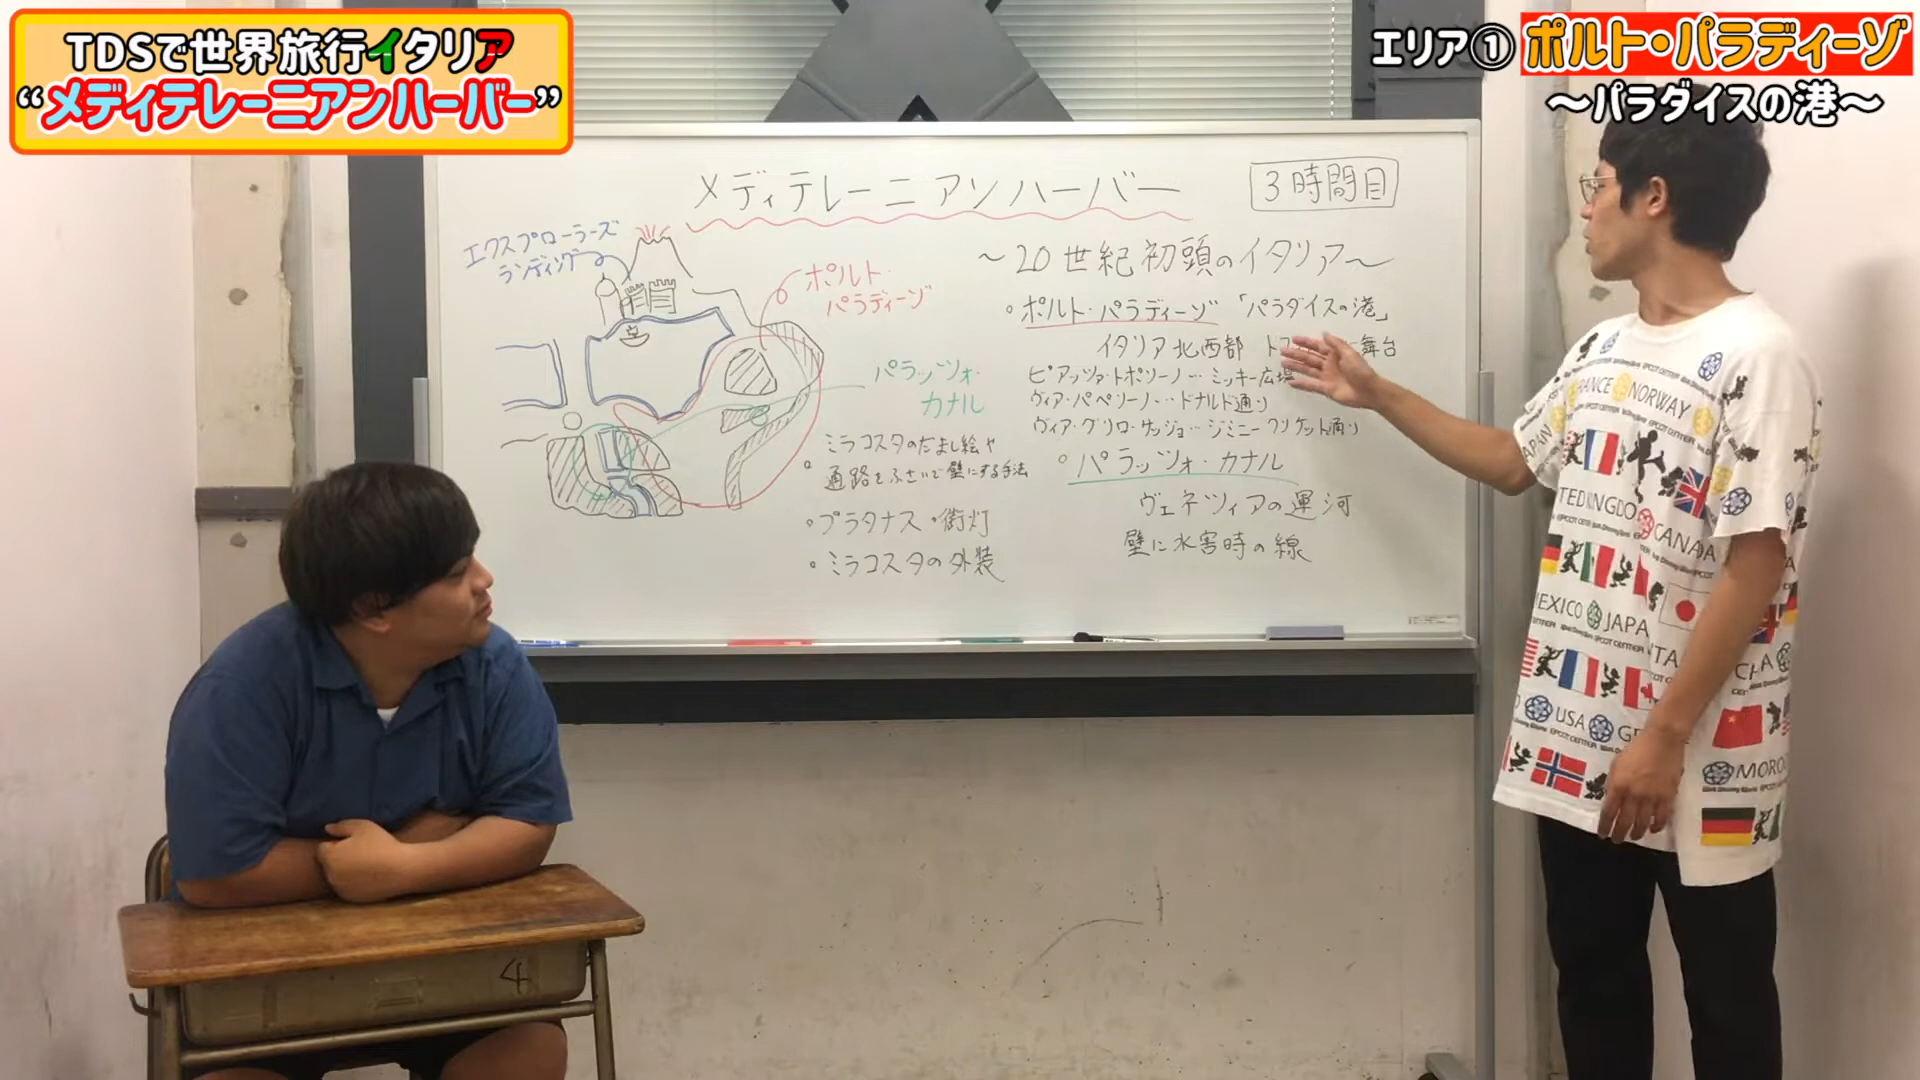 TDSで世界旅行イタリア
“メディテレーニアンハーバー”
エリア① ポルト・パラディーゾ
〜パラダイスの港〜
メディテレーニアンハーバー
3時間目
〜20世紀初頭のイタリア〜
エクスプローラーズ
ランディング
ポルト・
パラディーゾ
パラッツォ・
カナル
ミラコスタのだまし絵や
通路をふさいで壁にする手法
・プラタナス・街灯
・ミラコスタの外装
・ポルト・パラディーゾ「パラダイスの港」
イタリア北西部 舞台
ピアッツァ・トポリーノ…ミッキー広場
ヴィア・パペリーノ…ドナルド通り
ヴィア・グリロ・サッジョ…ジミニークリケット通り
・パラッツォ・カナル
ヴェネツィアの運河
壁に水害時の線
4
FRANCE NORWAY
JAPAN
UNITED KINGDO
CANADA
EPCOT CENTER
MEXICO JAPA
USA
MORO